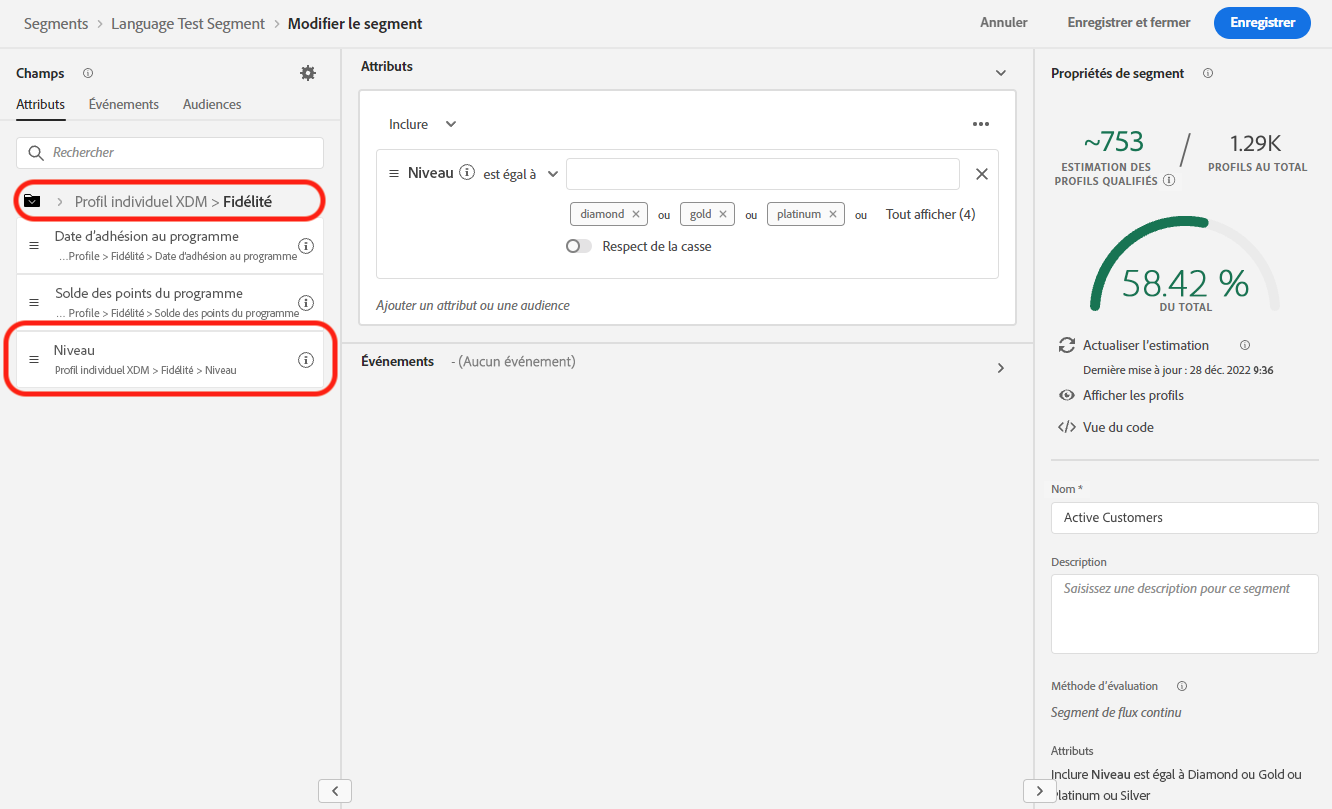 Segments > Language Test Segment > Modifier le segment
Annuler
Enregistrer et fermer
Enregistrer
Champs
Attributs
Événements
Audiences
Rechercher
Profil individuel XDM > Fidélité
Date d'adhésion au programme
...Profile > Fidélité > Date d'adhésion au programme
Solde des points du programme
... Profile > Fidélité > Solde des points du programme
Niveau
Profil individuel XDM > Fidélité > Niveau
Attributs
Inclure
Niveau est égal à
diamond × ou gold × ou platinum × ou Tout afficher (4)
Respect de la casse
Ajouter un attribut ou une audience
Événements - (Aucun événement)
Propriétés de segment
~753 / 1.29K
ESTIMATION DES
PROFILS QUALIFIÉS
PROFILS AU TOTAL
58.42 %
DU TOTAL
Actualiser l'estimation
Dernière mise à jour : 28 déc. 2022 9:36
Afficher les profils
</> Vue du code
Nom *
Active Customers
Description
Saisissez une description pour ce segment
Méthode d'évaluation
Segment de flux continu
Attributs
Inclure Niveau est égal à Diamond ou Gold ou
Platinum ou Silver